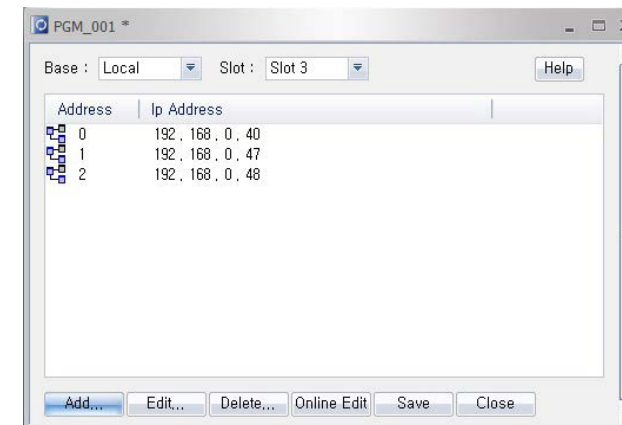 PGM_001 *
Base : Local Slot : Slot 3 Help
Address Ip Address
0 192 . 168 . 0 . 40
1 192 . 168 . 0 . 47
2 192 . 168 . 0 . 48
Add... Edit... Delete... Online Edit Save Close